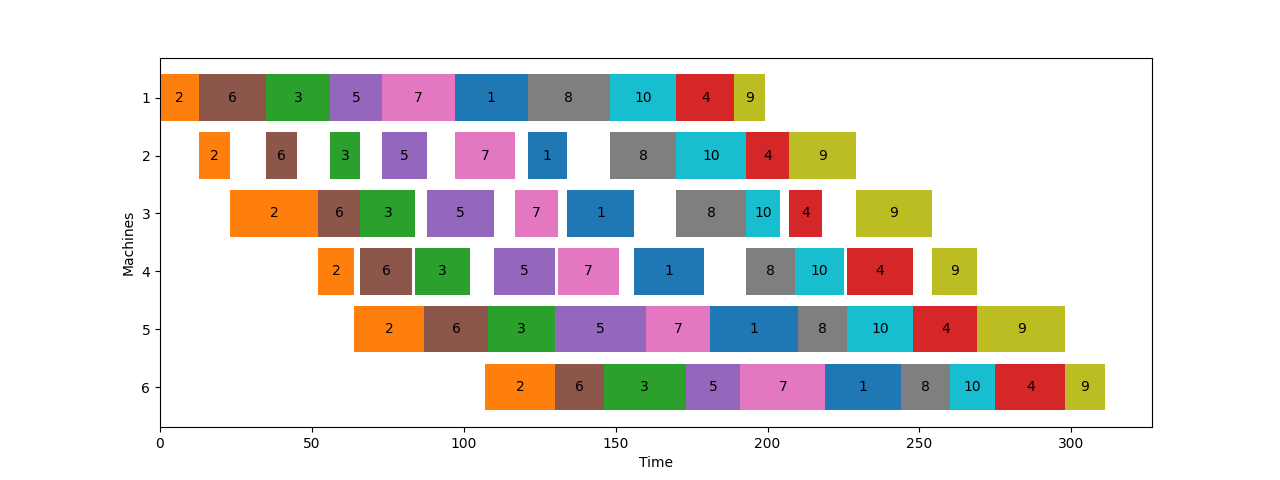 1 2 6 3 5 7 1 8 10 4 9
2 2 6 3 5 7 1 8 10 4 9
3 2 6 3 5 7 1 8 10 4 9
4 2 6 3 5 7 1 8 10 4 9
5 2 6 3 5 7 1 8 10 4 9
6 2 6 3 5 7 1 8 10 4 9
Machines
0 50 100 150 200 250 300
Time